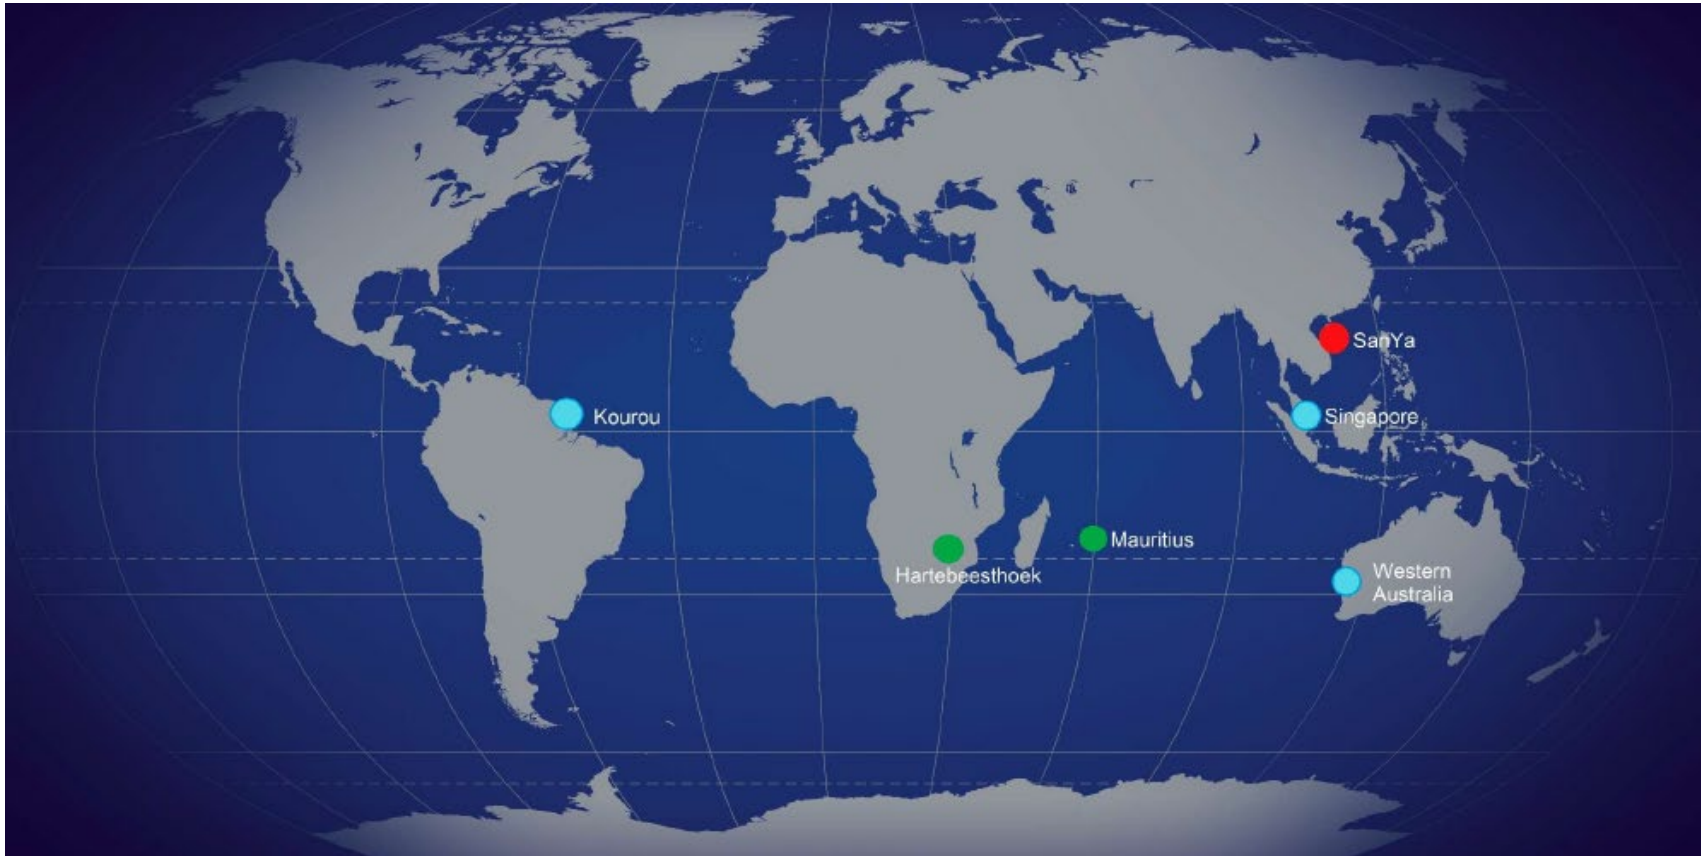 SanYa
Kourou
Singapore
Mauritius
Hartebeesthoek
Western
Australia